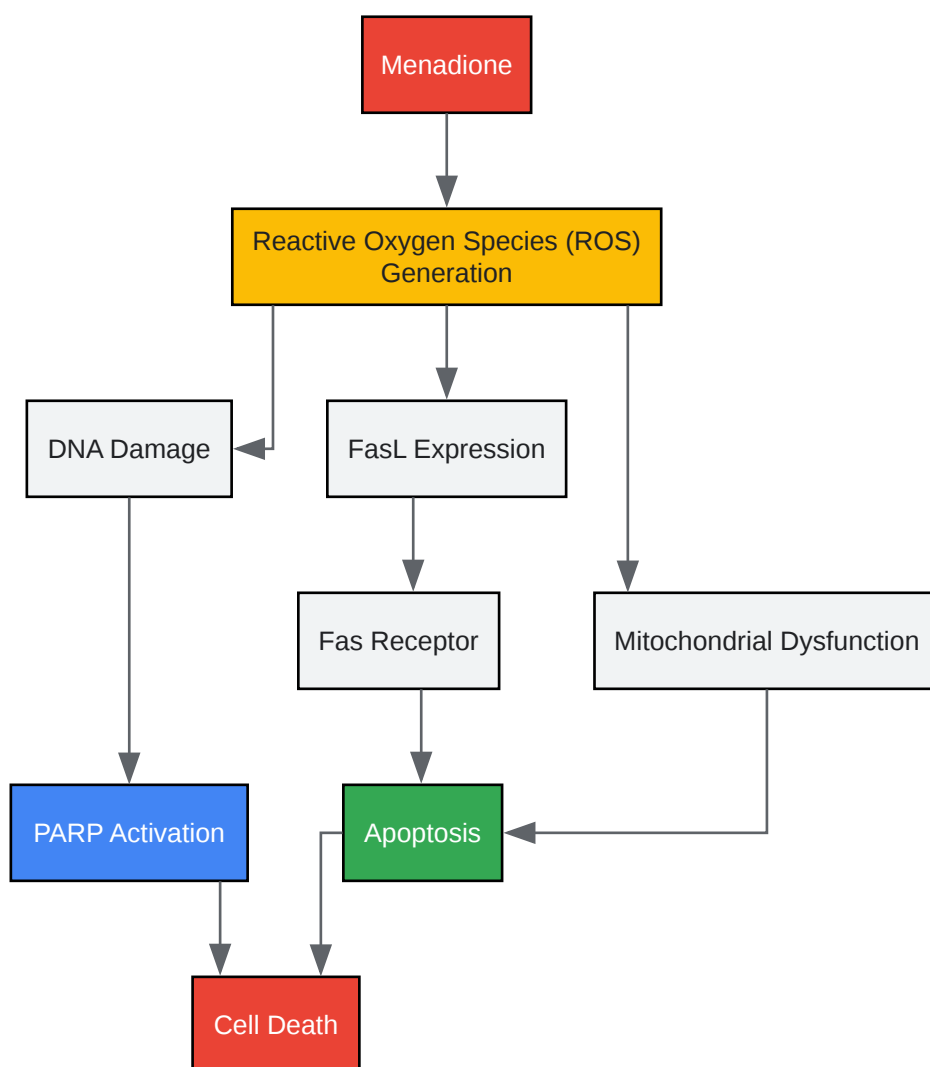 Menadione
Reactive Oxygen Species (ROS)
Generation
DNA Damage
FasL Expression
Fas Receptor
Mitochondrial Dysfunction
PARP Activation
Apoptosis
Cell Death